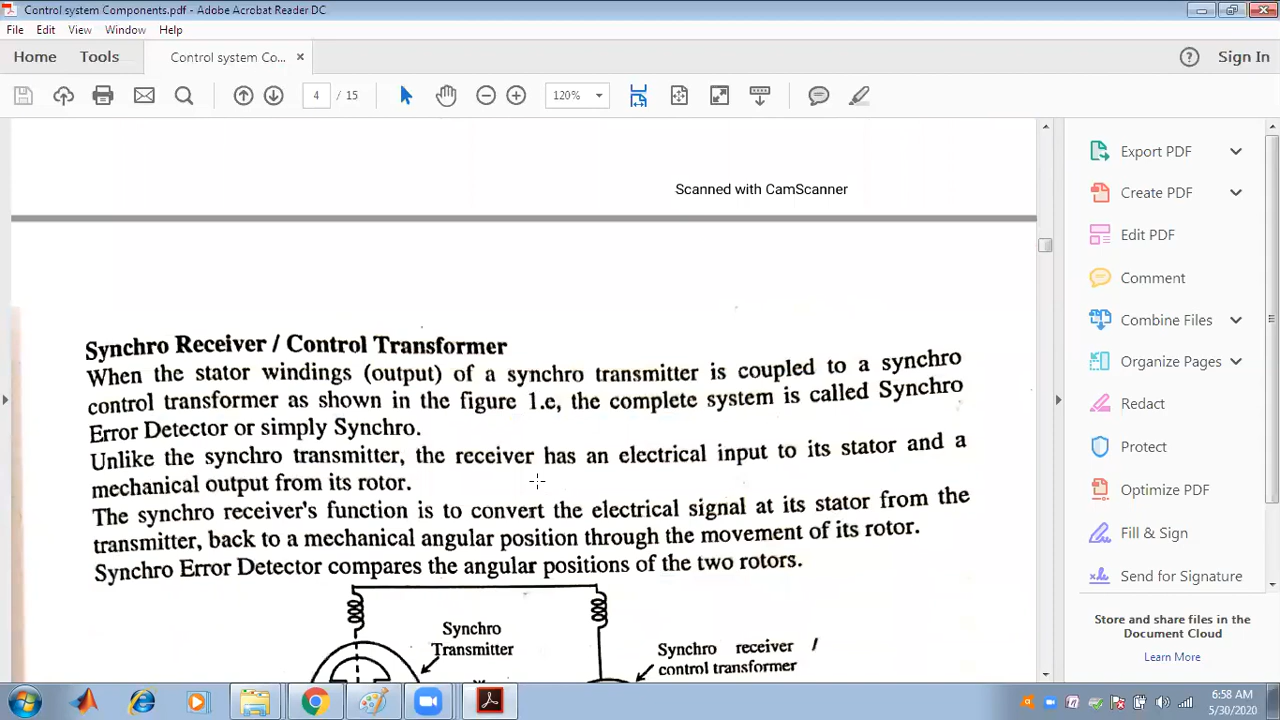 Control system Components.pdf - Adobe Acrobat Reader DC
File Edit View Window Help
Home Tools Control system Co... × Sign In
4 / 15 120%
Scanned with CamScanner
Synchro Receiver / Control Transformer
When the stator windings (output) of a synchro transmitter is coupled to a synchro
control transformer as shown in the figure 1.e, the complete system is called Synchro
Error Detector or simply Synchro.
Unlike the synchro transmitter, the receiver has an electrical input to its stator and a
mechanical output from its rotor.
The synchro receiver's function is to convert the electrical signal at its stator from the
transmitter, back to a mechanical angular position through the movement of its rotor.
Synchro Error Detector compares the angular positions of the two rotors.
Synchro
Transmitter
Synchro receiver /
control transformer
Export PDF
Create PDF
Edit PDF
Comment
Combine Files
Organize Pages
Redact
Protect
Optimize PDF
Fill & Sign
Send for Signature
Store and share files in the
Document Cloud
Learn More
6:58 AM
5/30/2020